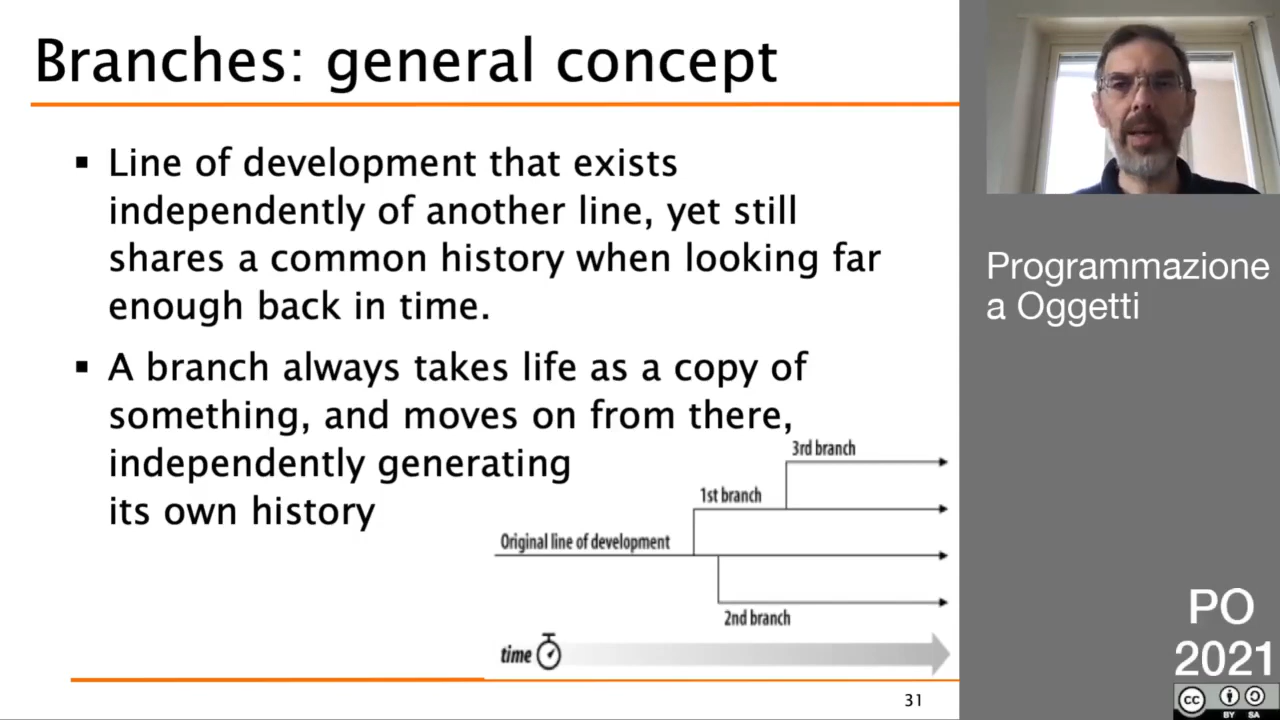 Branches: general concept
▪ Line of development that exists
independently of another line, yet still
shares a common history when looking far
enough back in time.
▪ A branch always takes life as a copy of
something, and moves on from there,
independently generating
its own history
3rd branch
1st branch
Original line of development
2nd branch
time
31
Programmazione
a Oggetti
PO
2021
cc
BY SA